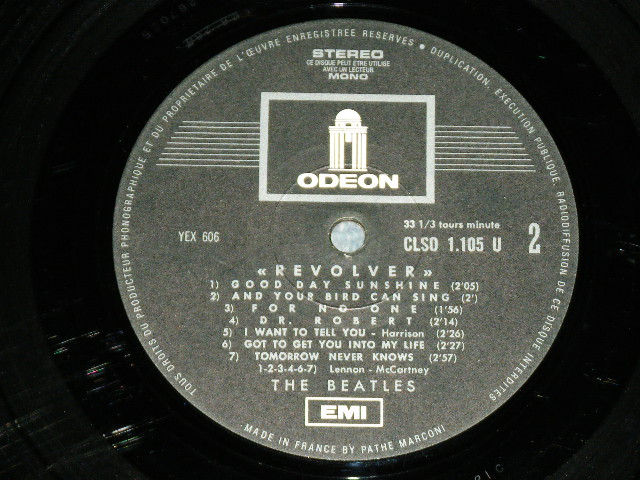 TOUS DROITS DU PRODUCTEUR PHONOGRAPHIQUE ET DU PROPRIETAIRE DE L'ŒUVRE ENREGISTREE RESERVES • DUPLICATION, EXECUTION PUBLIQUE, RADIODIFFUSION DE CE DISQUE INTERDITES
STEREO
CE DISQUE PEUT ETRE UTILISE
AVEC UN LECTEUR
MONO
ODEON
33 1/3 tours minute
YEX 606
CLSO 1.105 U 2
«REVOLVER»
1) GOOD DAY SUNSHINE (2'05)
2) AND YOUR BIRD CAN SING (2')
3) FOR NO ONE (1'56)
4) DR. ROBERT (2'14)
5) I WANT TO TELL YOU - Harrison (2'26)
6) GOT TO GET YOU INTO MY LIFE (2'27)
7) TOMORROW NEVER KNOWS (2'57)
1-2-3-4-6-7) Lennon - McCartney
THE BEATLES
EMI
MADE IN FRANCE BY PATHE MARCONI